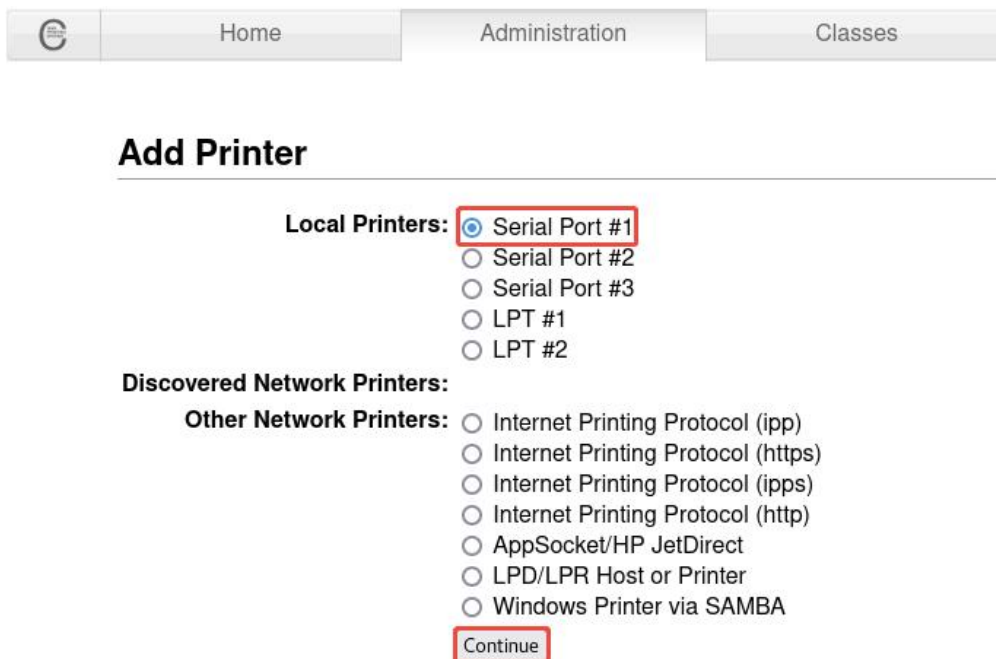 Home Administration Classes
Add Printer
Local Printers: Serial Port #1
Serial Port #2
Serial Port #3
LPT #1
LPT #2
Discovered Network Printers:
Other Network Printers: Internet Printing Protocol (ipp)
Internet Printing Protocol (https)
Internet Printing Protocol (ipps)
Internet Printing Protocol (http)
AppSocket/HP JetDirect
LPD/LPR Host or Printer
Windows Printer via SAMBA
Continue